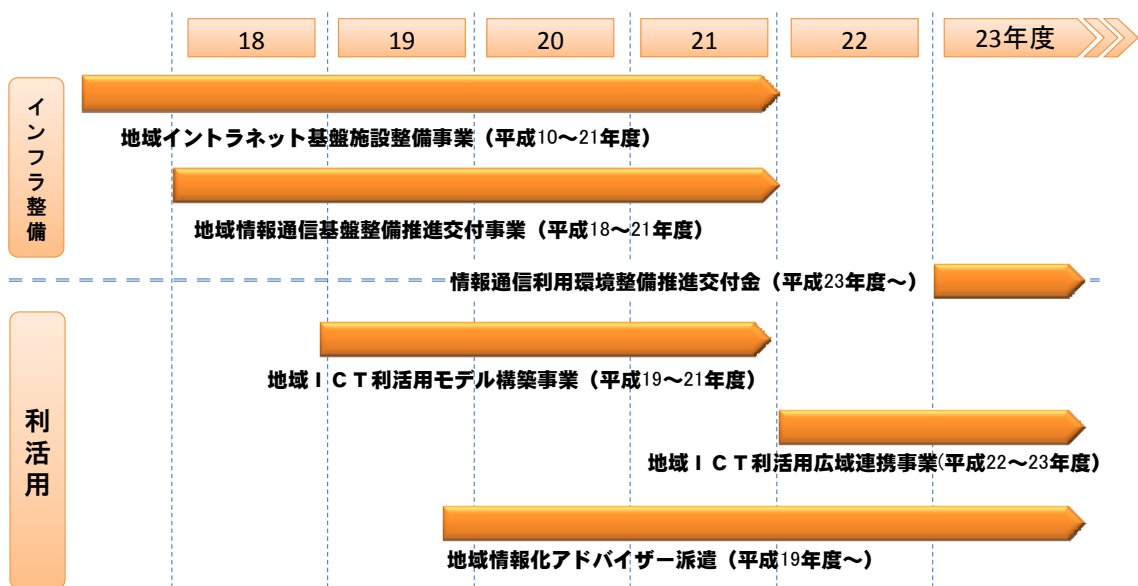 18
19
20
21
22
23年度
インフラ整備
地域イントラネット基盤施設整備事業（平成10～21年度）
地域情報通信基盤整備推進交付事業（平成18～21年度）
情報通信利用環境整備推進交付金（平成23年度～）
利活用
地域ＩＣＴ利活用モデル構築事業（平成19～21年度）
地域ＩＣＴ利活用広域連携事業(平成22～23年度）
地域情報化アドバイザー派遣（平成19年度～）